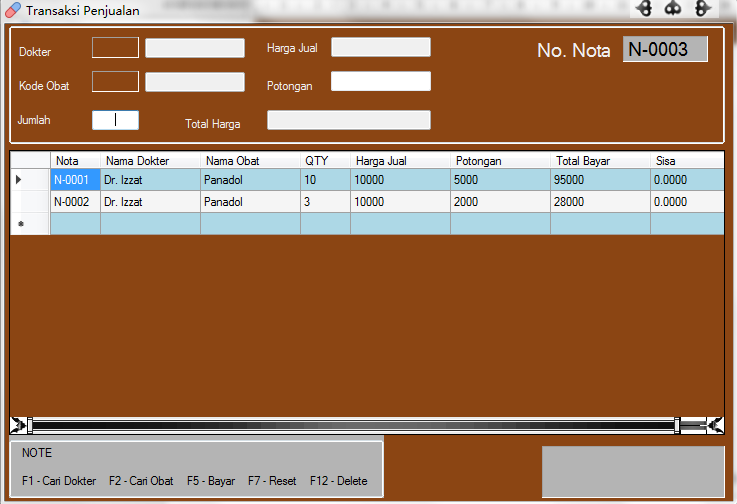 Transaksi Penjualan
Dokter Harga Jual No. Nota N-0003
Kode Obat Potongan
Jumlah Total Harga
Nota Nama Dokter Nama Obat QTY Harga Jual Potongan Total Bayar Sisa
N-0001 Dr. Izzat Panadol 10 10000 5000 95000 0.0000
N-0002 Dr. Izzat Panadol 3 10000 2000 28000 0.0000
NOTE
F1 - Cari Dokter F2 - Cari Obat F5 - Bayar F7 - Reset F12 - Delete